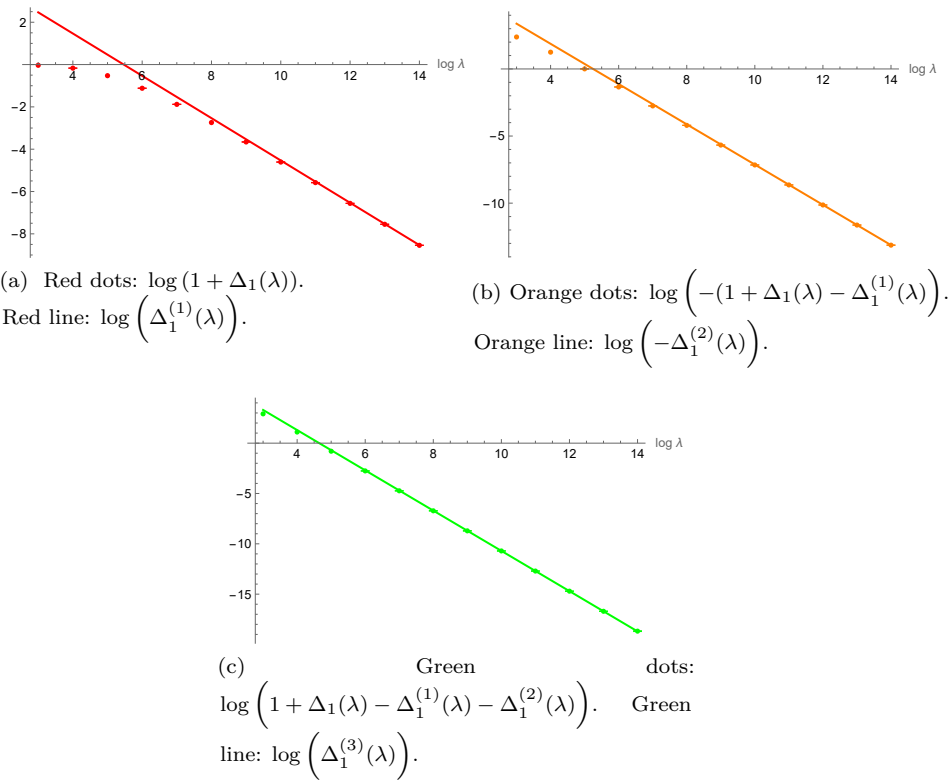 2
log λ
4 6 8 10 12 14
−2
−4
−6
−8
log λ
4 6 8 10 12 14
−5
−10
(a) Red dots: log (1 + Δ₁(λ)).
Red line: log(Δ₁⁽¹⁾(λ)).
(b) Orange dots: log(−(1 + Δ₁(λ) − Δ₁⁽¹⁾(λ)).
Orange line: log(−Δ₁⁽²⁾(λ)).
log λ
4 6 8 10 12 14
−5
−10
−15
(c) Green dots:
log(1 + Δ₁(λ) − Δ₁⁽¹⁾(λ) − Δ₁⁽²⁾(λ)). Green
line: log(Δ₁⁽³⁾(λ)).